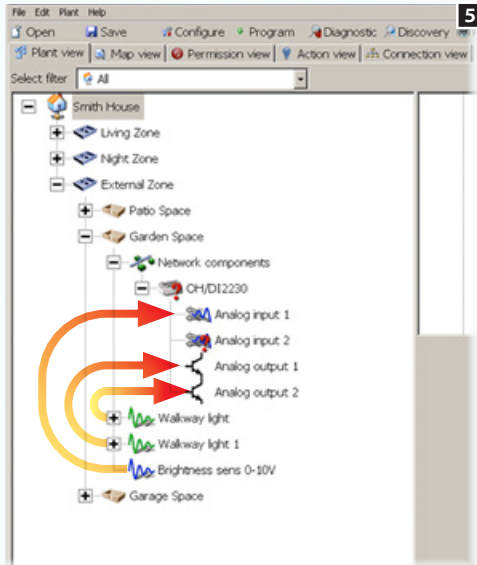 File Edit Plant Help
5
Open Save Configure Program Diagnostic Discovery
Plant view Map view Permission view Action view Connection view
Select filter All
Smith House
Living Zone
Night Zone
External Zone
Patio Space
Garden Space
Network components
OH/DI2230
Analog input 1
Analog input 2
Analog output 1
Analog output 2
Walkway light
Walkway light 1
Brightness sens 0-10V
Garage Space